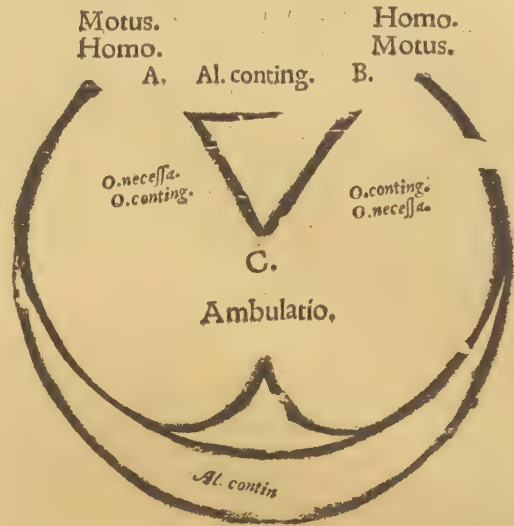 Motus.
Homo.
Homo.
Motus.
A. Al. conting. B.
O.neceſſa.
O.conting.
O.conting.
O.neceſſa.
C.
Ambulatio.
Al. contin